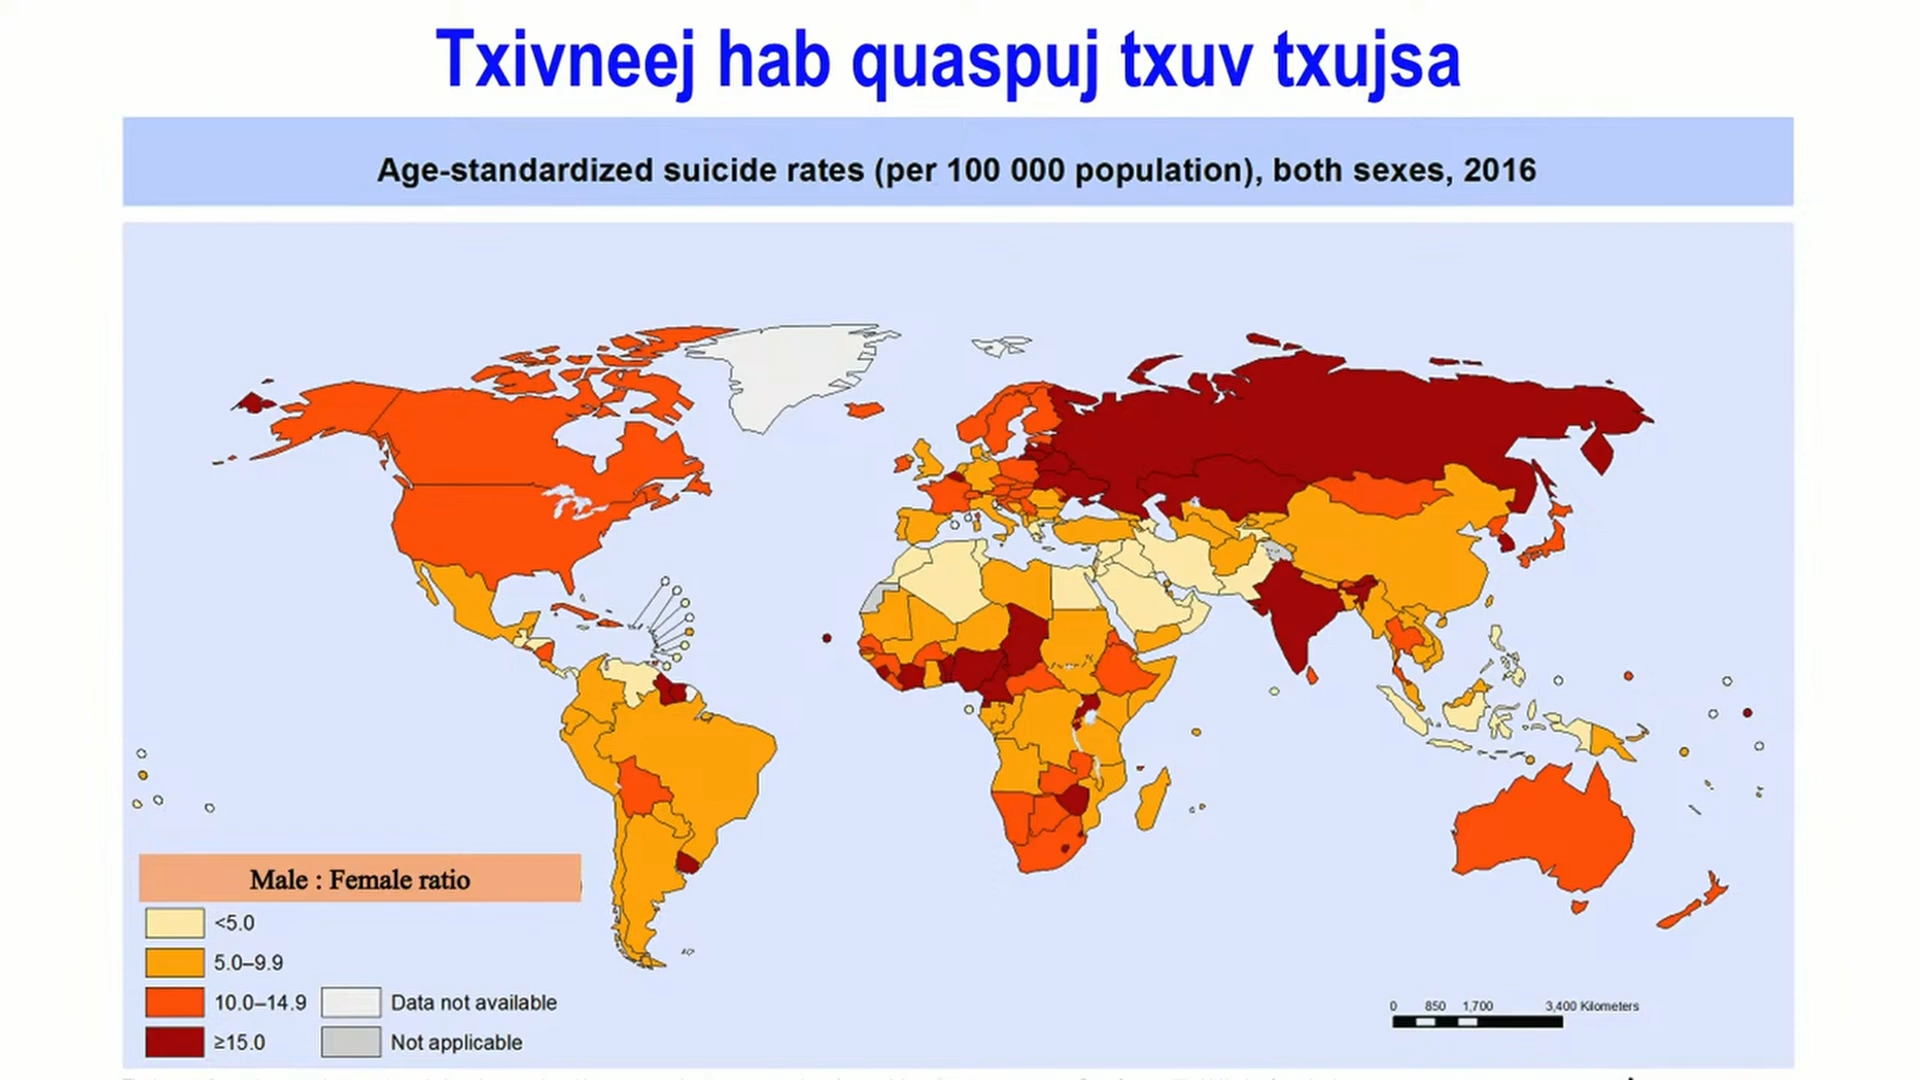 Txivneej hab quaspuj txuv txujsa
Age-standardized suicide rates (per 100 000 population), both sexes, 2016
Male : Female ratio
<5.0
5.0–9.9
10.0–14.9
≥15.0
Data not available
Not applicable
0 850 1,700 3,400 Kilometers